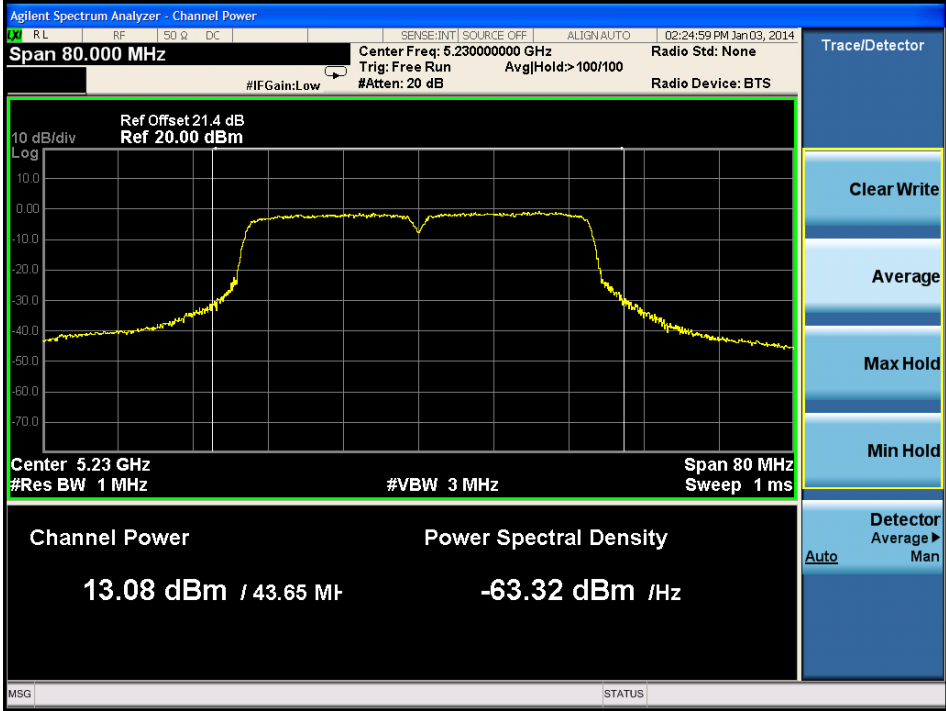 Agilent Spectrum Analyzer - Channel Power
LXI RL RF 50 Ω DC SENSE:INT SOURCE OFF ALIGN AUTO 02:24:59 PM Jan 03, 2014
Span 80.000 MHz
Center Freq: 5.230000000 GHz
Radio Std: None
Trig: Free Run Avg|Hold:>100/100
#IFGain:Low
#Atten: 20 dB
Radio Device: BTS
Ref Offset 21.4 dB
10 dB/div Ref 20.00 dBm
Log
10.0
0.00
-10.0
-20.0
-30.0
-40.0
-50.0
-60.0
-70.0
Center 5.23 GHz
Span 80 MHz
#Res BW 1 MHz
#VBW 3 MHz
Sweep 1 ms
Channel Power
Power Spectral Density
13.08 dBm / 43.65 MH
-63.32 dBm /Hz
Trace/Detector
Clear Write
Average
Max Hold
Min Hold
Detector
Average▶
Auto Man
MSG
STATUS